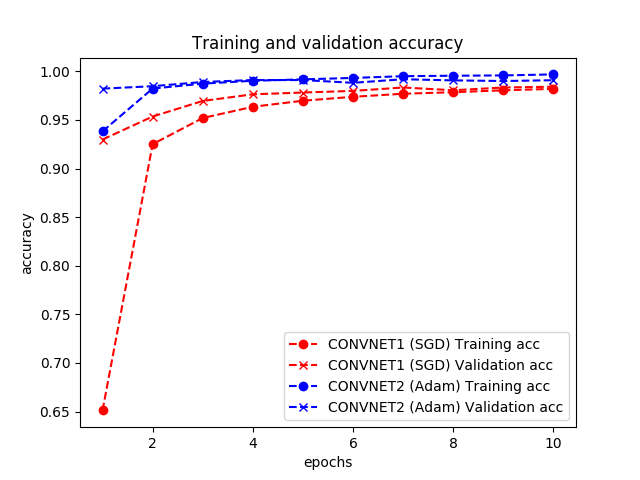 Training and validation accuracy
accuracy
1.00
0.95
0.90
0.85
0.80
0.75
0.70
0.65
CONVNET1 (SGD) Training acc
CONVNET1 (SGD) Validation acc
CONVNET2 (Adam) Training acc
CONVNET2 (Adam) Validation acc
2 4 6 8 10
epochs